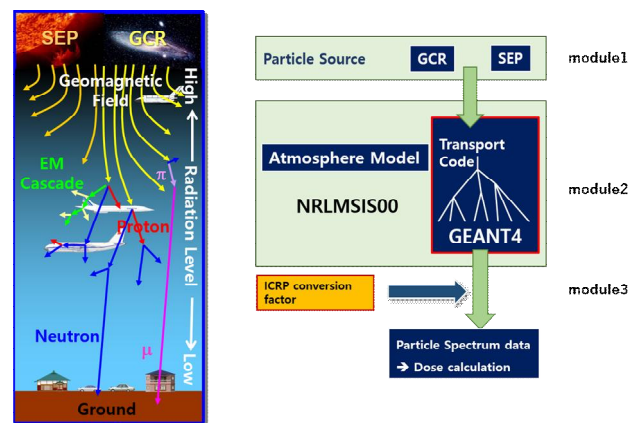 SEP
GCR
Geomagnetic
Field
High
EM
Cascade
π
Radiation Level
Proton
Neutron
μ
Low
Ground
Particle Source
GCR
SEP
module1
Atmosphere Model
NRLMSIS00
Transport
Code
GEANT4
module2
ICRP conversion
factor
module3
Particle Spectrum data
➔ Dose calculation